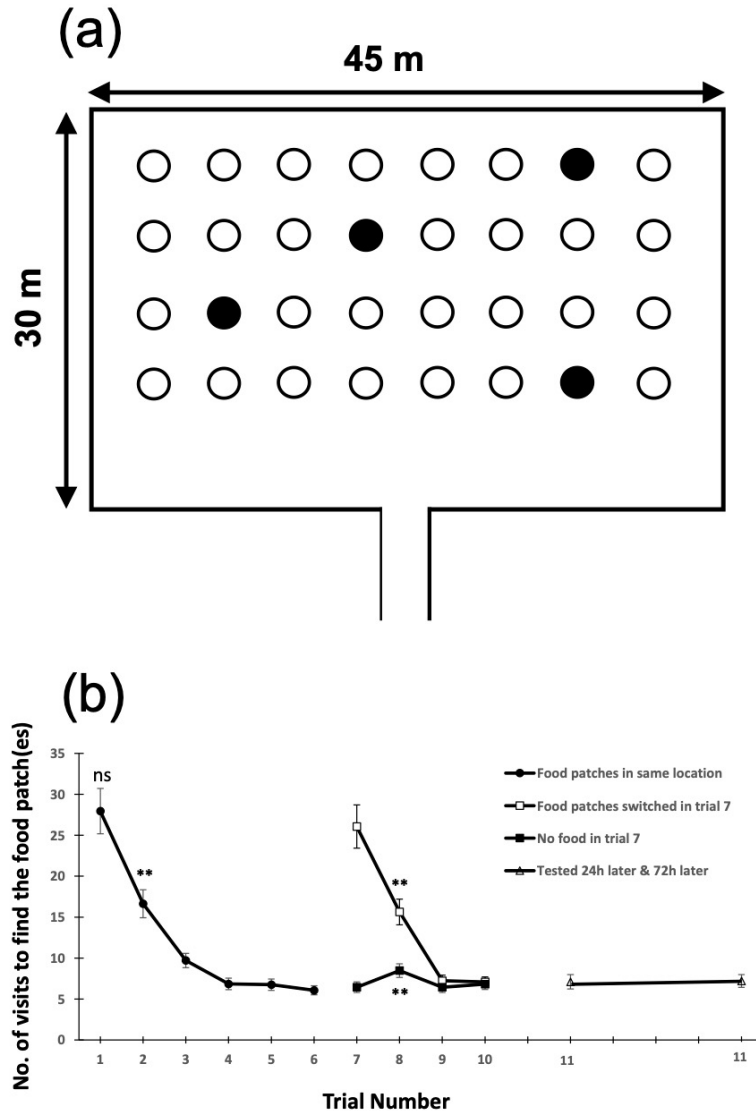 (a)
45 m
30 m
(b)
No. of visits to find the food patch(es)
35
30
25
20
15
10
5
0
ns
**
**
**
Food patches in same location
Food patches switched in trial 7
No food in trial 7
Tested 24h later & 72h later
1 2 3 4 5 6 7 8 9 10 11 11
Trial Number